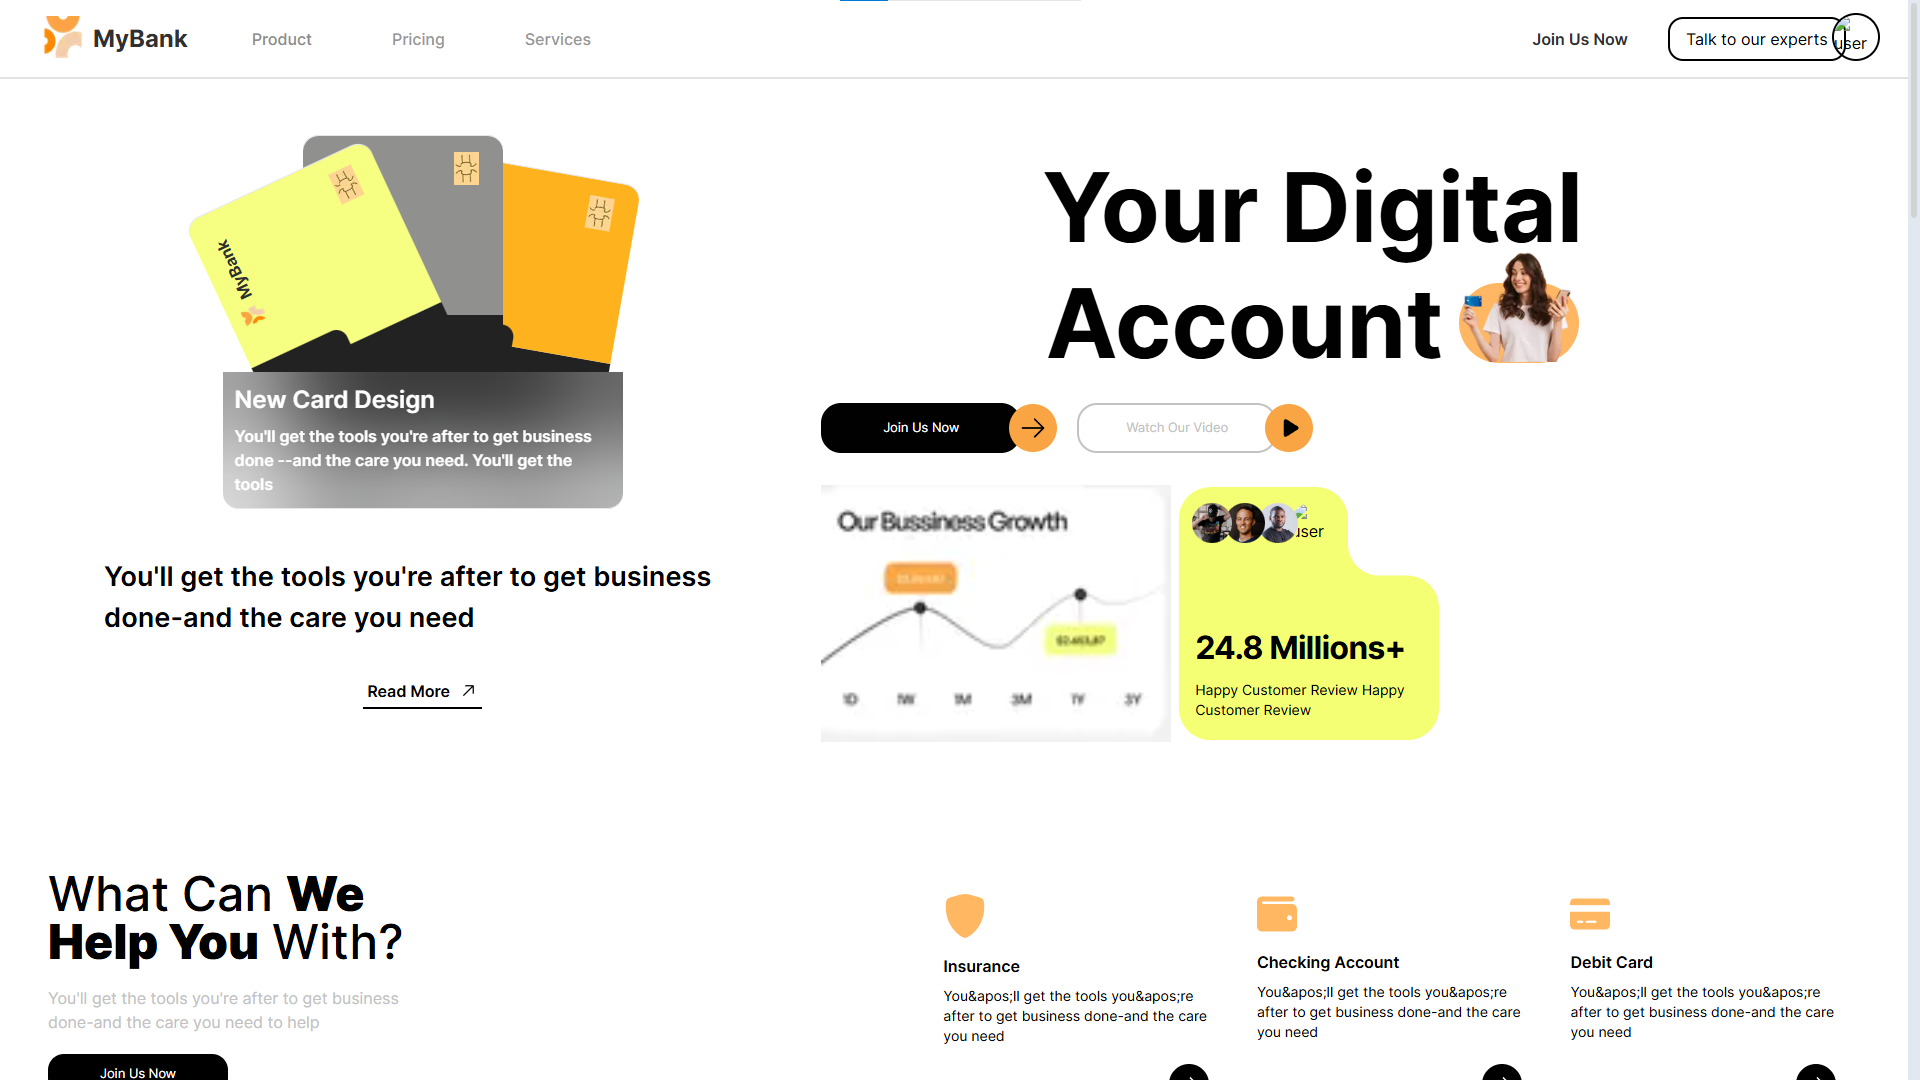 MyBank
Product
Pricing
Services
Join Us Now
Talk to our experts
user
MyBank
New Card Design
You'll get the tools you're after to get business
done --and the care you need. You'll get the
tools
You'll get the tools you're after to get business
done-and the care you need
Read More
Your Digital
Account
Join Us Now
Watch Our Video
Our Bussiness Growth
1D 1W 1M 3M 1Y 3Y
user
24.8 Millions+
Happy Customer Review Happy
Customer Review
What Can We
Help You With?
You'll get the tools you're after to get business
done-and the care you need to help
Join Us Now
Insurance
You&apos;ll get the tools you&apos;re
after to get business done-and the care
you need
Checking Account
You&apos;ll get the tools you&apos;re
after to get business done-and the care
you need
Debit Card
You&apos;ll get the tools you&apos;re
after to get business done-and the care
you need